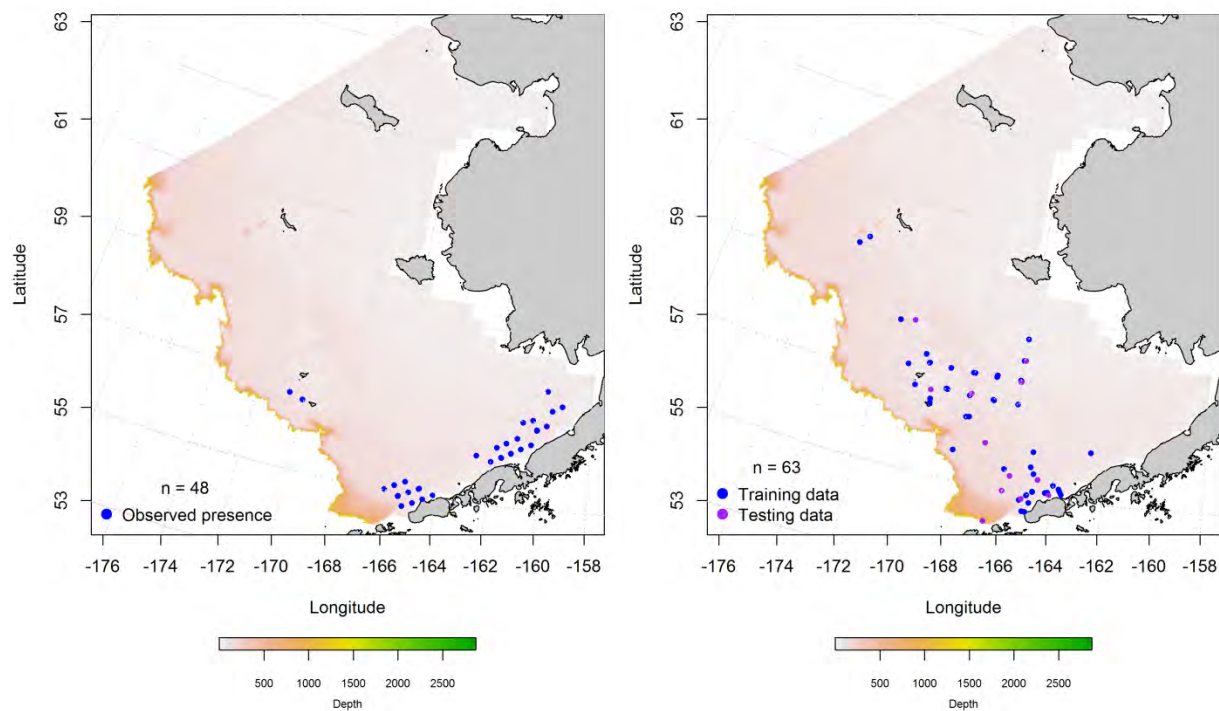 63
61
59
57
55
53
Latitude
n = 48
Observed presence
-176 -174 -172 -170 -168 -166 -164 -162 -160 -158
Longitude
500 1000 1500 2000 2500
Depth
63
61
59
57
55
53
Latitude
n = 63
Training data
Testing data
-176 -174 -172 -170 -168 -166 -164 -162 -160 -158
Longitude
500 1000 1500 2000 2500
Depth